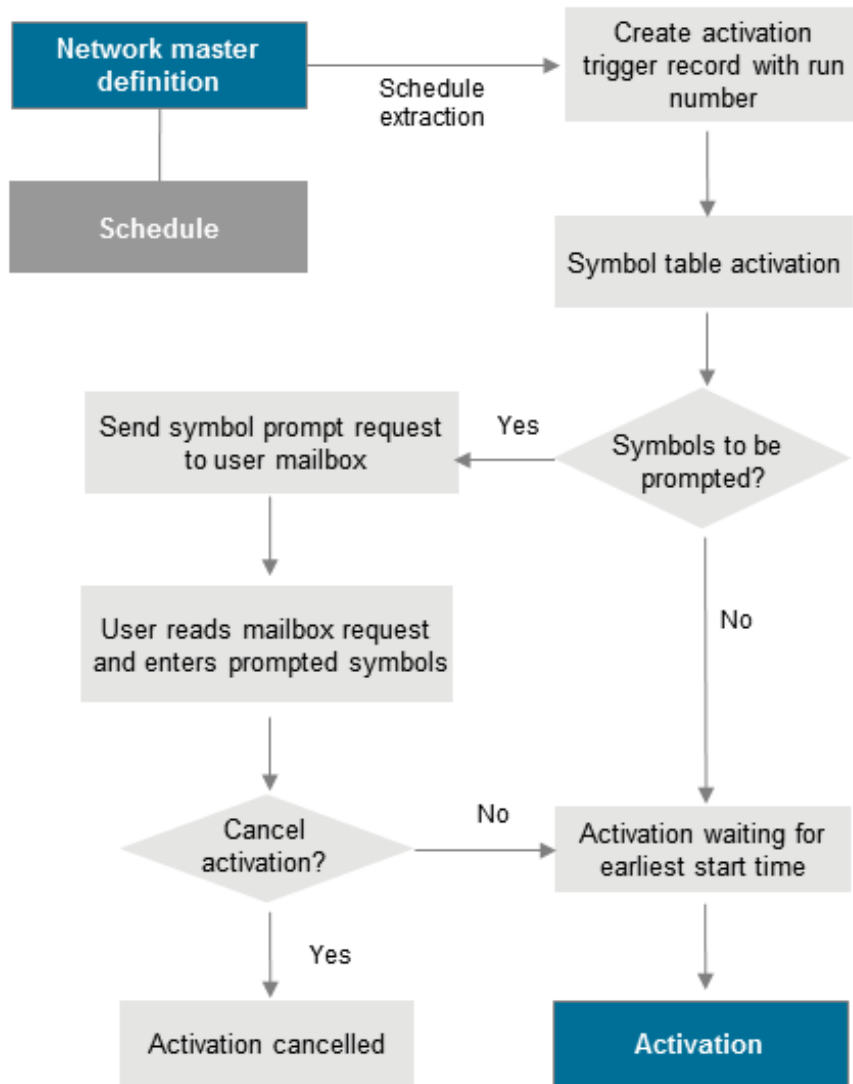 Network master
definition
Schedule
extraction
Create activation
trigger record with run
number
Schedule
Symbol table activation
Symbols to be
prompted?
Yes
Send symbol prompt request
to user mailbox
User reads mailbox request
and enters prompted symbols
No
Cancel
activation?
No
Activation waiting for
earliest start time
Yes
Activation cancelled
Activation